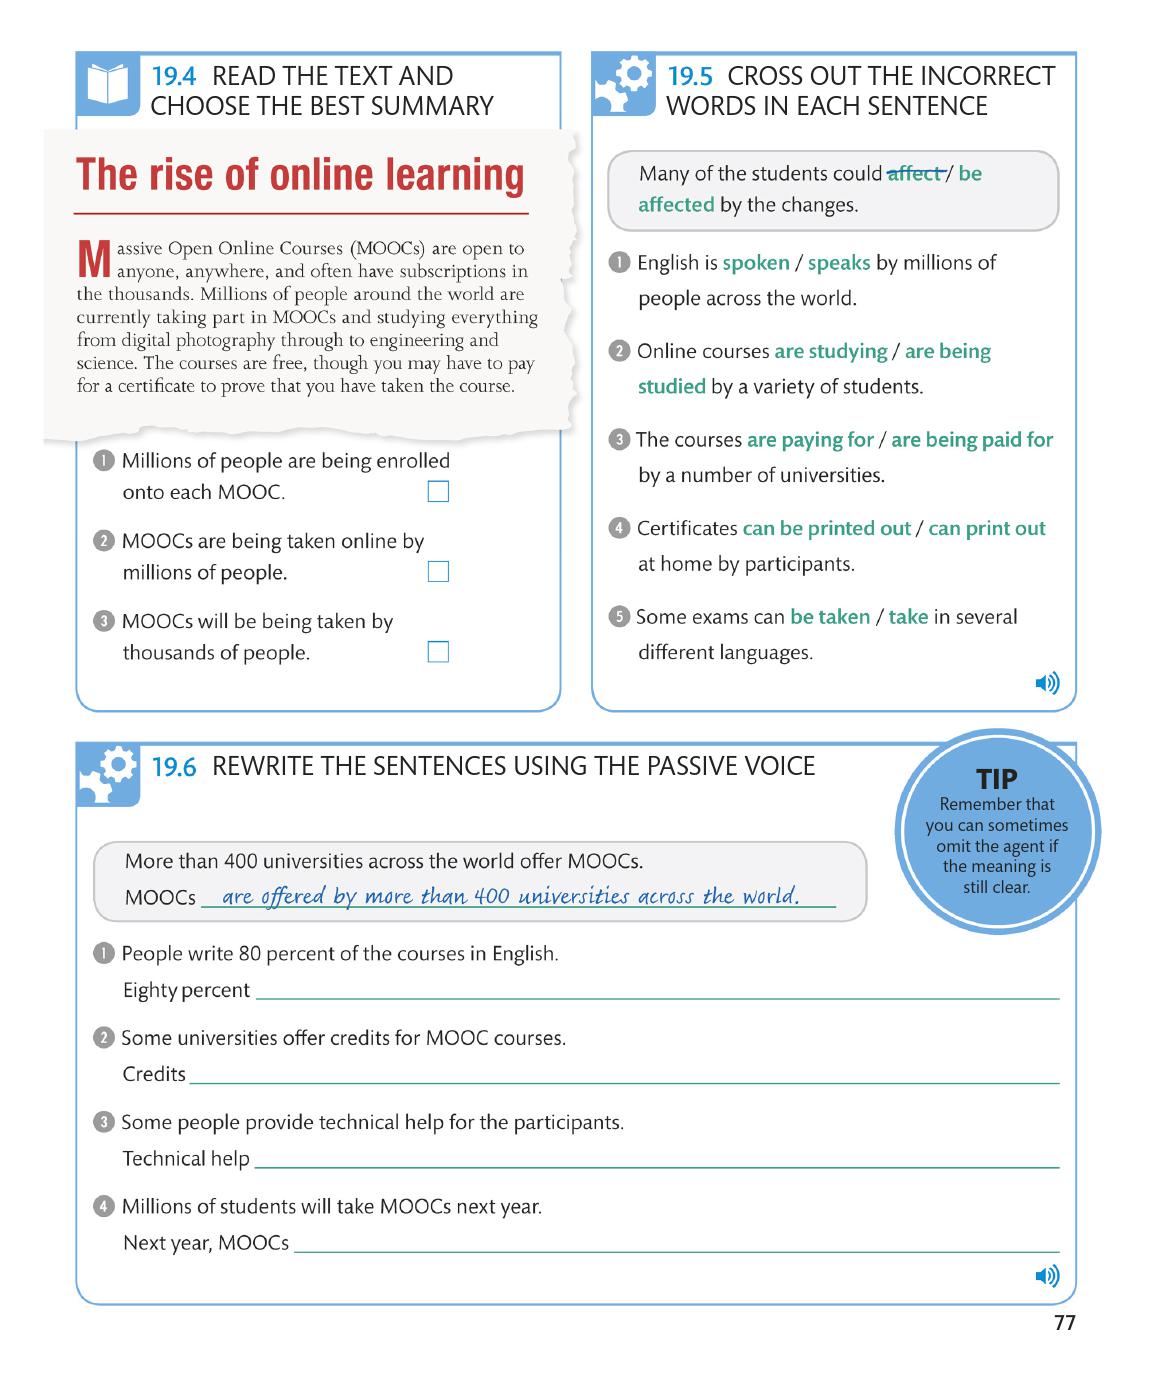 19.4 READ THE TEXT AND
CHOOSE THE BEST SUMMARY
The rise of online learning
Massive Open Online Courses (MOOCs) are open to
anyone, anywhere, and often have subscriptions in
the thousands. Millions of people around the world are
currently taking part in MOOCs and studying everything
from digital photography through to engineering and
science. The courses are free, though you may have to pay
for a certificate to prove that you have taken the course.
1 Millions of people are being enrolled
onto each MOOC.
2 MOOCs are being taken online by
millions of people.
3 MOOCs will be being taken by
thousands of people.
19.5 CROSS OUT THE INCORRECT
WORDS IN EACH SENTENCE
Many of the students could affect / be
affected by the changes.
1 English is spoken / speaks by millions of
people across the world.
2 Online courses are studying / are being
studied by a variety of students.
3 The courses are paying for / are being paid for
by a number of universities.
4 Certificates can be printed out / can print out
at home by participants.
5 Some exams can be taken / take in several
different languages.
19.6 REWRITE THE SENTENCES USING THE PASSIVE VOICE
TIP
Remember that
you can sometimes
omit the agent if
the meaning is
still clear.
More than 400 universities across the world offer MOOCs.
MOOCs are offered by more than 400 universities across the world.
1 People write 80 percent of the courses in English.
Eighty percent
2 Some universities offer credits for MOOC courses.
Credits
3 Some people provide technical help for the participants.
Technical help
4 Millions of students will take MOOCs next year.
Next year, MOOCs
77